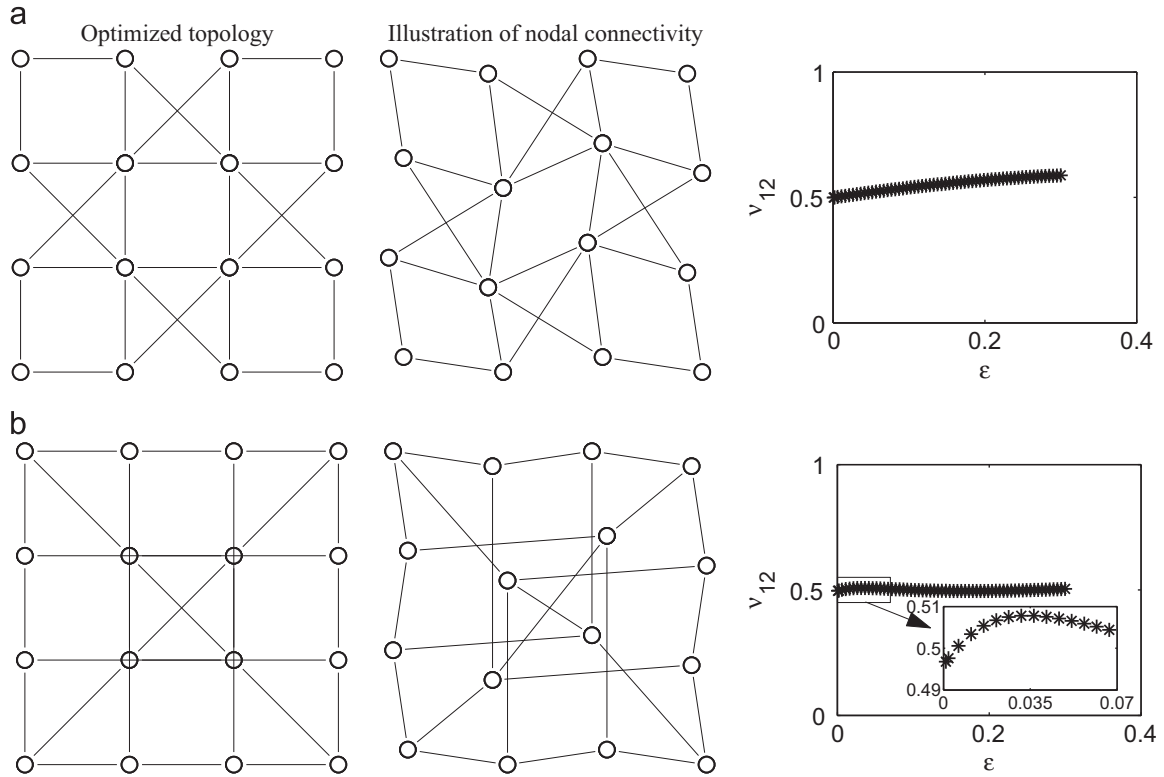 a
Optimized topology
Illustration of nodal connectivity
1
0.5
0
ν12
0
0.2
0.4
ε
b
1
0.5
0
ν12
0.51
0.5
0.49
0
0.035
0.07
0
0.2
0.4
ε